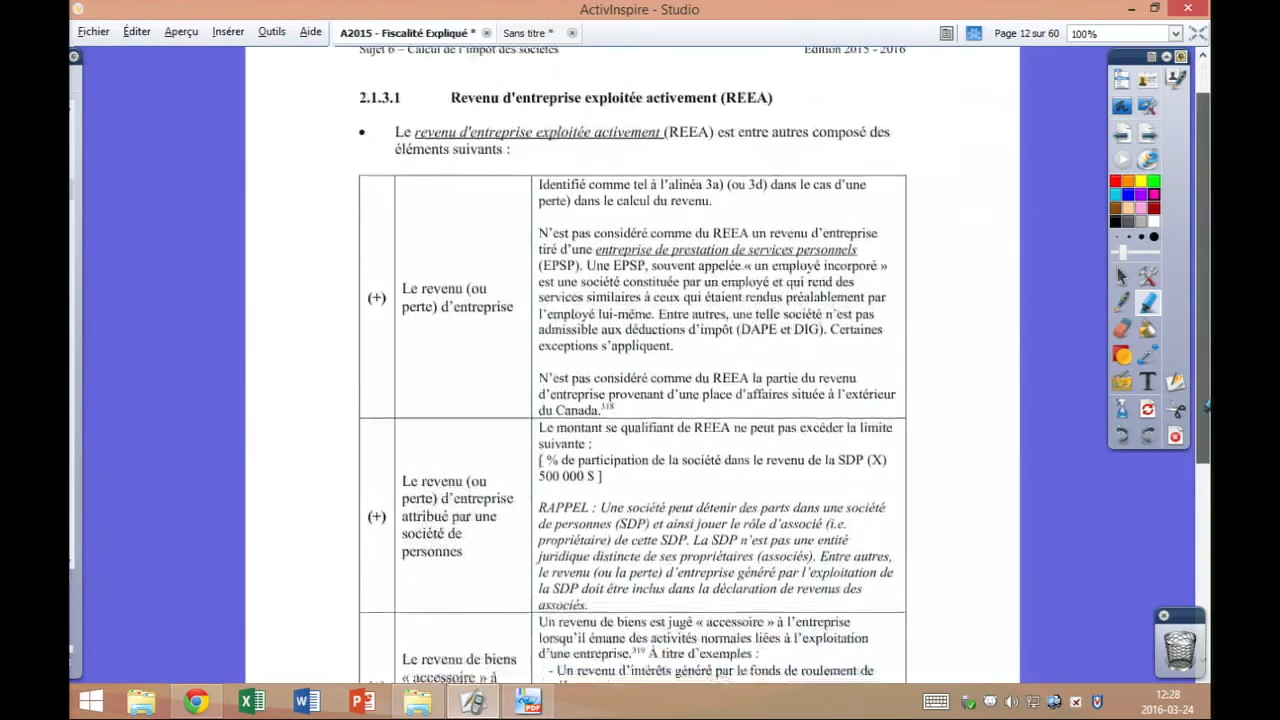 ActivInspire - Studio
Fichier Éditer Aperçu Insérer Outils Aide
A2015 - Fiscalité Expliqué *
Sans titre *
Page 12 sur 60
100%
Sujet 6 – Calcul de l'impôt des sociétés
Édition 2015 - 2016
2.1.3.1 Revenu d'entreprise exploitée activement (REEA)
• Le revenu d'entreprise exploitée activement (REEA) est entre autres composé des
éléments suivants :
(+)
Le revenu (ou
perte) d'entreprise
Identifié comme tel à l'alinéa 3a) (ou 3d) dans le cas d'une
perte) dans le calcul du revenu.
N'est pas considéré comme du REEA un revenu d'entreprise
tiré d'une entreprise de prestation de services personnels
(EPSP). Une EPSP, souvent appelée « un employé incorporé »
est une société constituée par un employé et qui rend des
services similaires à ceux qui étaient rendus préalablement par
l'employé lui-même. Entre autres, une telle société n'est pas
admissible aux déductions d'impôt (DAPE et DIG). Certaines
exceptions s'appliquent.
N'est pas considéré comme du REEA la partie du revenu
d'entreprise provenant d'une place d'affaires située à l'extérieur
du Canada.318
(+)
Le revenu (ou
perte) d'entreprise
attribué par une
société de
personnes
Le montant se qualifiant de REEA ne peut pas excéder la limite
suivante :
[ % de participation de la société dans le revenu de la SDP (X)
500 000 $ ]
RAPPEL : Une société peut détenir des parts dans une société
de personnes (SDP) et ainsi jouer le rôle d'associé (i.e.
propriétaire) de cette SDP. La SDP n'est pas une entité
juridique distincte de ses propriétaires (associés). Entre autres,
le revenu (ou la perte) d'entreprise généré par l'exploitation de
la SDP doit être inclus dans la déclaration de revenus des
associés.
Le revenu de biens
« accessoire » à
Un revenu de biens est jugé « accessoire » à l'entreprise
lorsqu'il émane des activités normales liées à l'exploitation
d'une entreprise.319 À titre d'exemples :
- Un revenu d'intérêts généré par le fonds de roulement de
12:28
2016-03-24